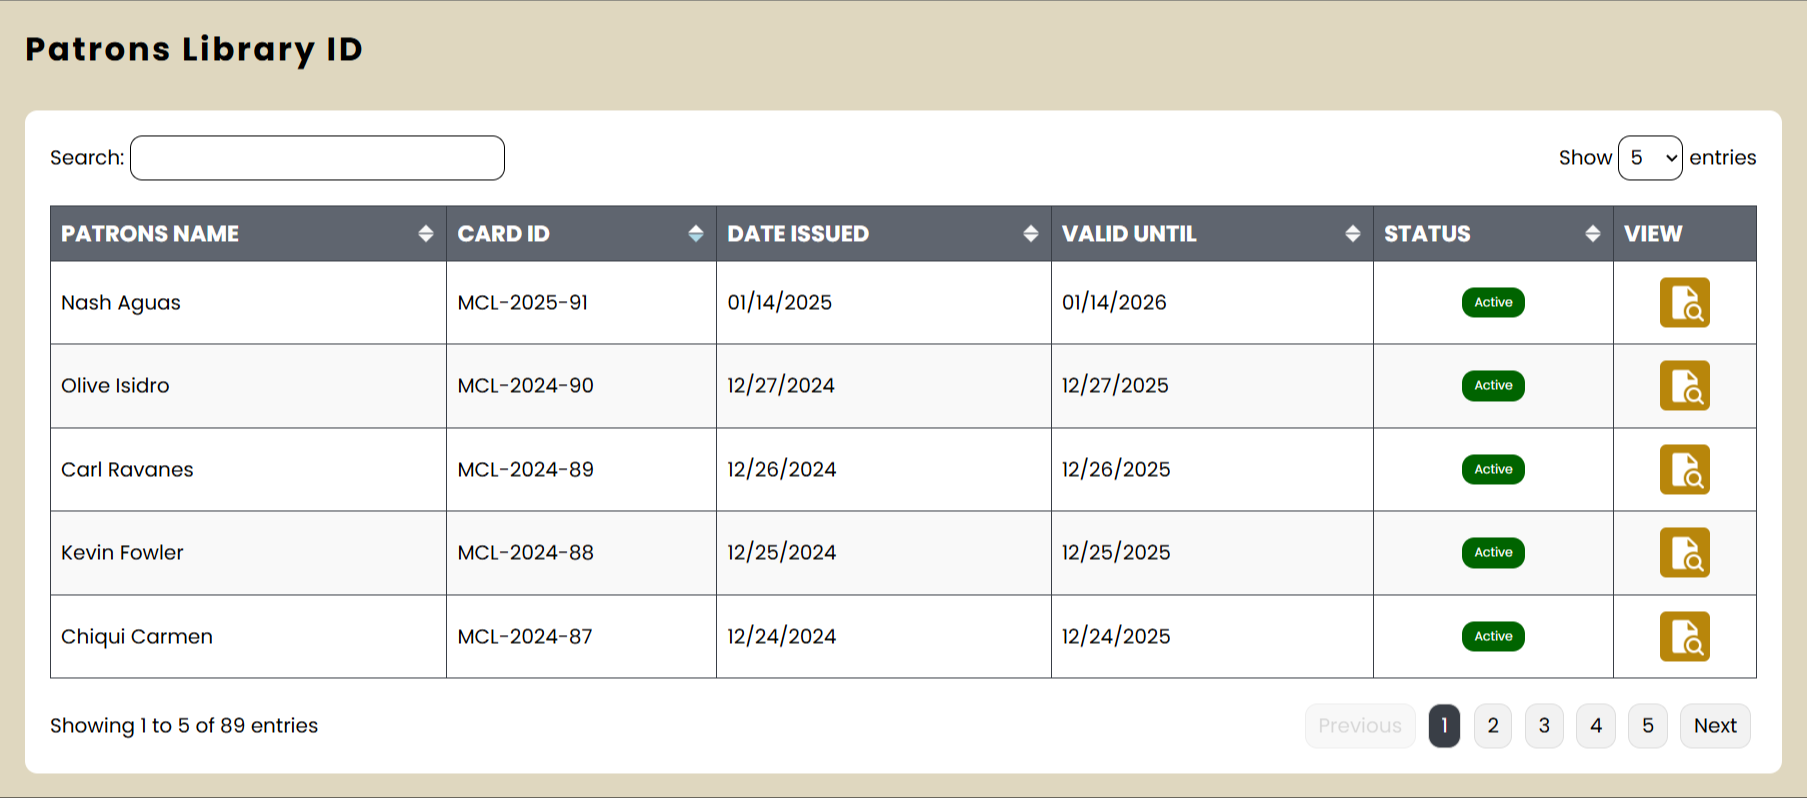 Patrons Library ID
Search:
Show 5 entries
PATRONS NAME CARD ID DATE ISSUED VALID UNTIL STATUS VIEW
Nash Aguas MCL-2025-91 01/14/2025 01/14/2026 Active
Olive Isidro MCL-2024-90 12/27/2024 12/27/2025 Active
Carl Ravanes MCL-2024-89 12/26/2024 12/26/2025 Active
Kevin Fowler MCL-2024-88 12/25/2024 12/25/2025 Active
Chiqui Carmen MCL-2024-87 12/24/2024 12/24/2025 Active
Showing 1 to 5 of 89 entries
Previous 1 2 3 4 5 Next